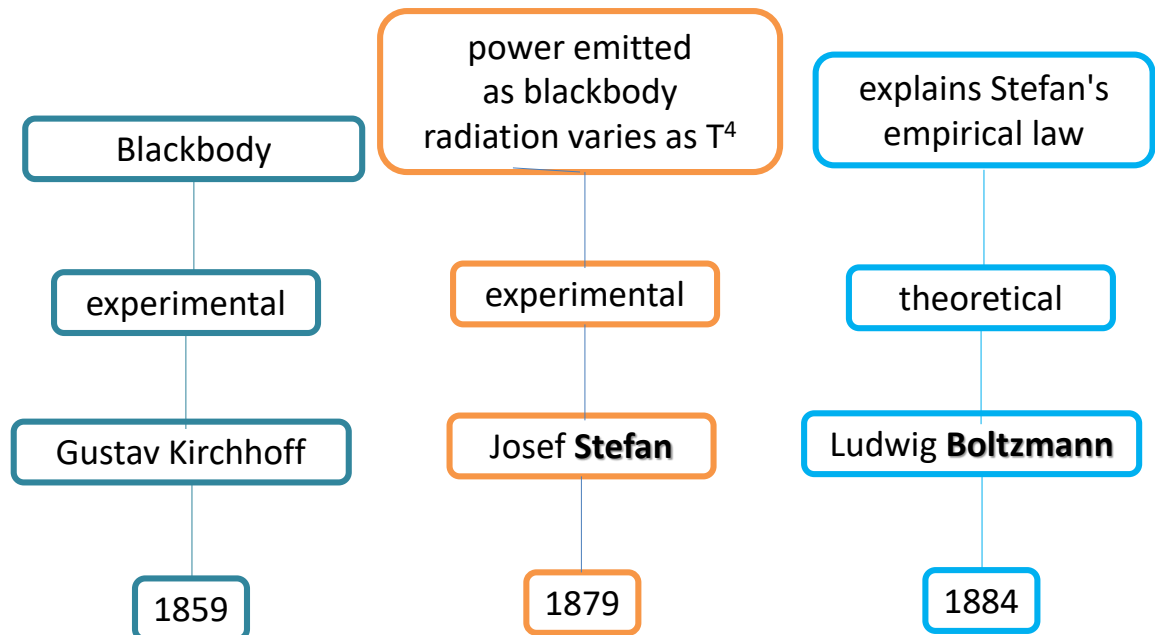 Blackbody
experimental
Gustav Kirchhoff
1859
power emitted
as blackbody
radiation varies as T⁴
experimental
Josef Stefan
1879
explains Stefan's
empirical law
theoretical
Ludwig Boltzmann
1884